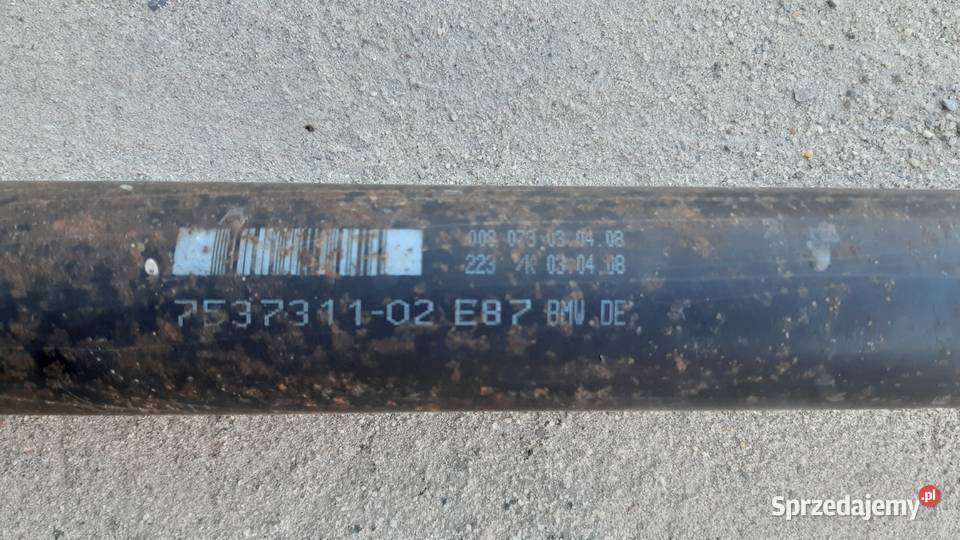 008 073 03.04.08
223 /K 03.04.08
7537311-02 E87 BMW DE
Sprzedajemy.pl